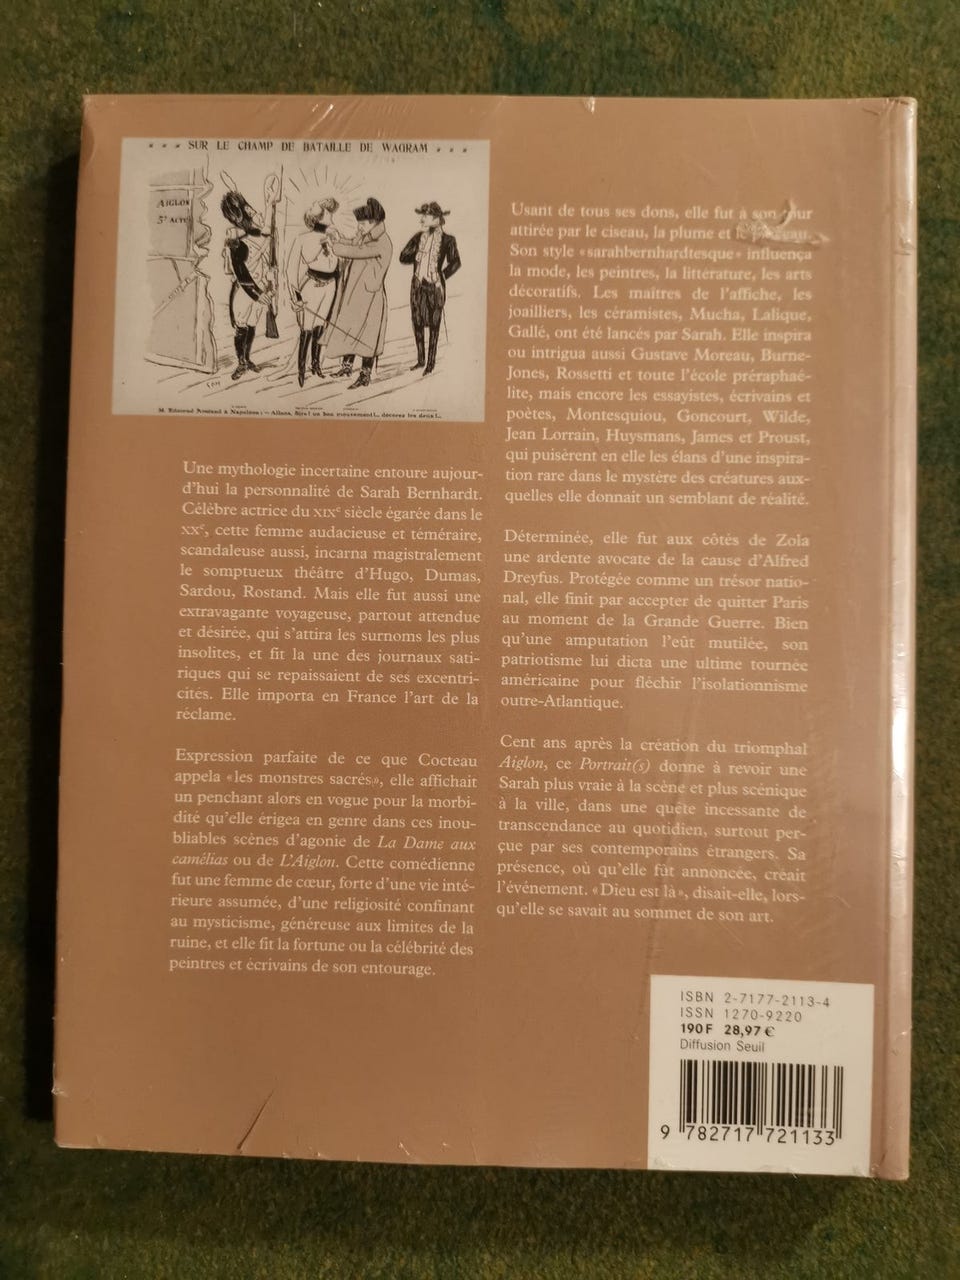 SUR LE CHAMP DE BATAILLE DE WAGRAM
AIGLON
5e ACTE
M. Edmond Rostand à Napoléon : — Allons, Sire ! un bon mouvement !.. décorez les deux !..
Une mythologie incertaine entoure aujour-
d'hui la personnalité de Sarah Bernhardt.
Célèbre actrice du XIXe siècle égarée dans le
XXe, cette femme audacieuse et téméraire,
scandaleuse aussi, incarna magistralement
le somptueux théâtre d'Hugo, Dumas,
Sardou, Rostand. Mais elle fut aussi une
extravagante voyageuse, partout attendue
et désirée, qui s'attira les surnoms les plus
insolites, et fit la une des journaux sati-
riques qui se repaissaient de ses excentri-
cités. Elle importa en France l'art de la
réclame.
Expression parfaite de ce que Cocteau
appela «les monstres sacrés», elle affichait
un penchant alors en vogue pour la morbi-
dité qu'elle érigea en genre dans ces inou-
bliables scènes d'agonie de La Dame aux
camélias ou de L'Aiglon. Cette comédienne
fut une femme de cœur, forte d'une vie inté-
rieure assumée, d'une religiosité confinant
au mysticisme, généreuse aux limites de la
ruine, et elle fit la fortune ou la célébrité des
peintres et écrivains de son entourage.
Usant de tous ses dons, elle fut à son tour
attirée par le ciseau, la plume et
Son style «sarahbernhardtesque» influença
la mode, les peintres, la littérature, les arts
décoratifs. Les maîtres de l'affiche, les
joailliers, les céramistes, Mucha, Lalique,
Gallé, ont été lancés par Sarah. Elle inspira
ou intrigua aussi Gustave Moreau, Burne-
Jones, Rossetti et toute l'école préraphaé-
lite, mais encore les essayistes, écrivains et
poètes, Montesquiou, Goncourt, Wilde,
Jean Lorrain, Huysmans, James et Proust,
qui puisèrent en elle les élans d'une inspira-
tion rare dans le mystère des créatures aux-
quelles elle donnait un semblant de réalité.
Déterminée, elle fut aux côtés de Zola
une ardente avocate de la cause d'Alfred
Dreyfus. Protégée comme un trésor natio-
nal, elle finit par accepter de quitter Paris
au moment de la Grande Guerre. Bien
qu'une amputation l'eût mutilée, son
patriotisme lui dicta une ultime tournée
américaine pour fléchir l'isolationnisme
outre-Atlantique.
Cent ans après la création du triomphal
Aiglon, ce Portrait(s) donne à revoir une
Sarah plus vraie à la scène et plus scénique
à la ville, dans une quête incessante de
transcendance au quotidien, surtout per-
çue par ses contemporains étrangers. Sa
présence, où qu'elle fût annoncée, créait
l'événement. «Dieu est là», disait-elle, lors-
qu'elle se savait au sommet de son art.
ISBN 2-7177-2113-4
ISSN 1270-9220
190 F 28,97 €
Diffusion Seuil
9 782717 721133